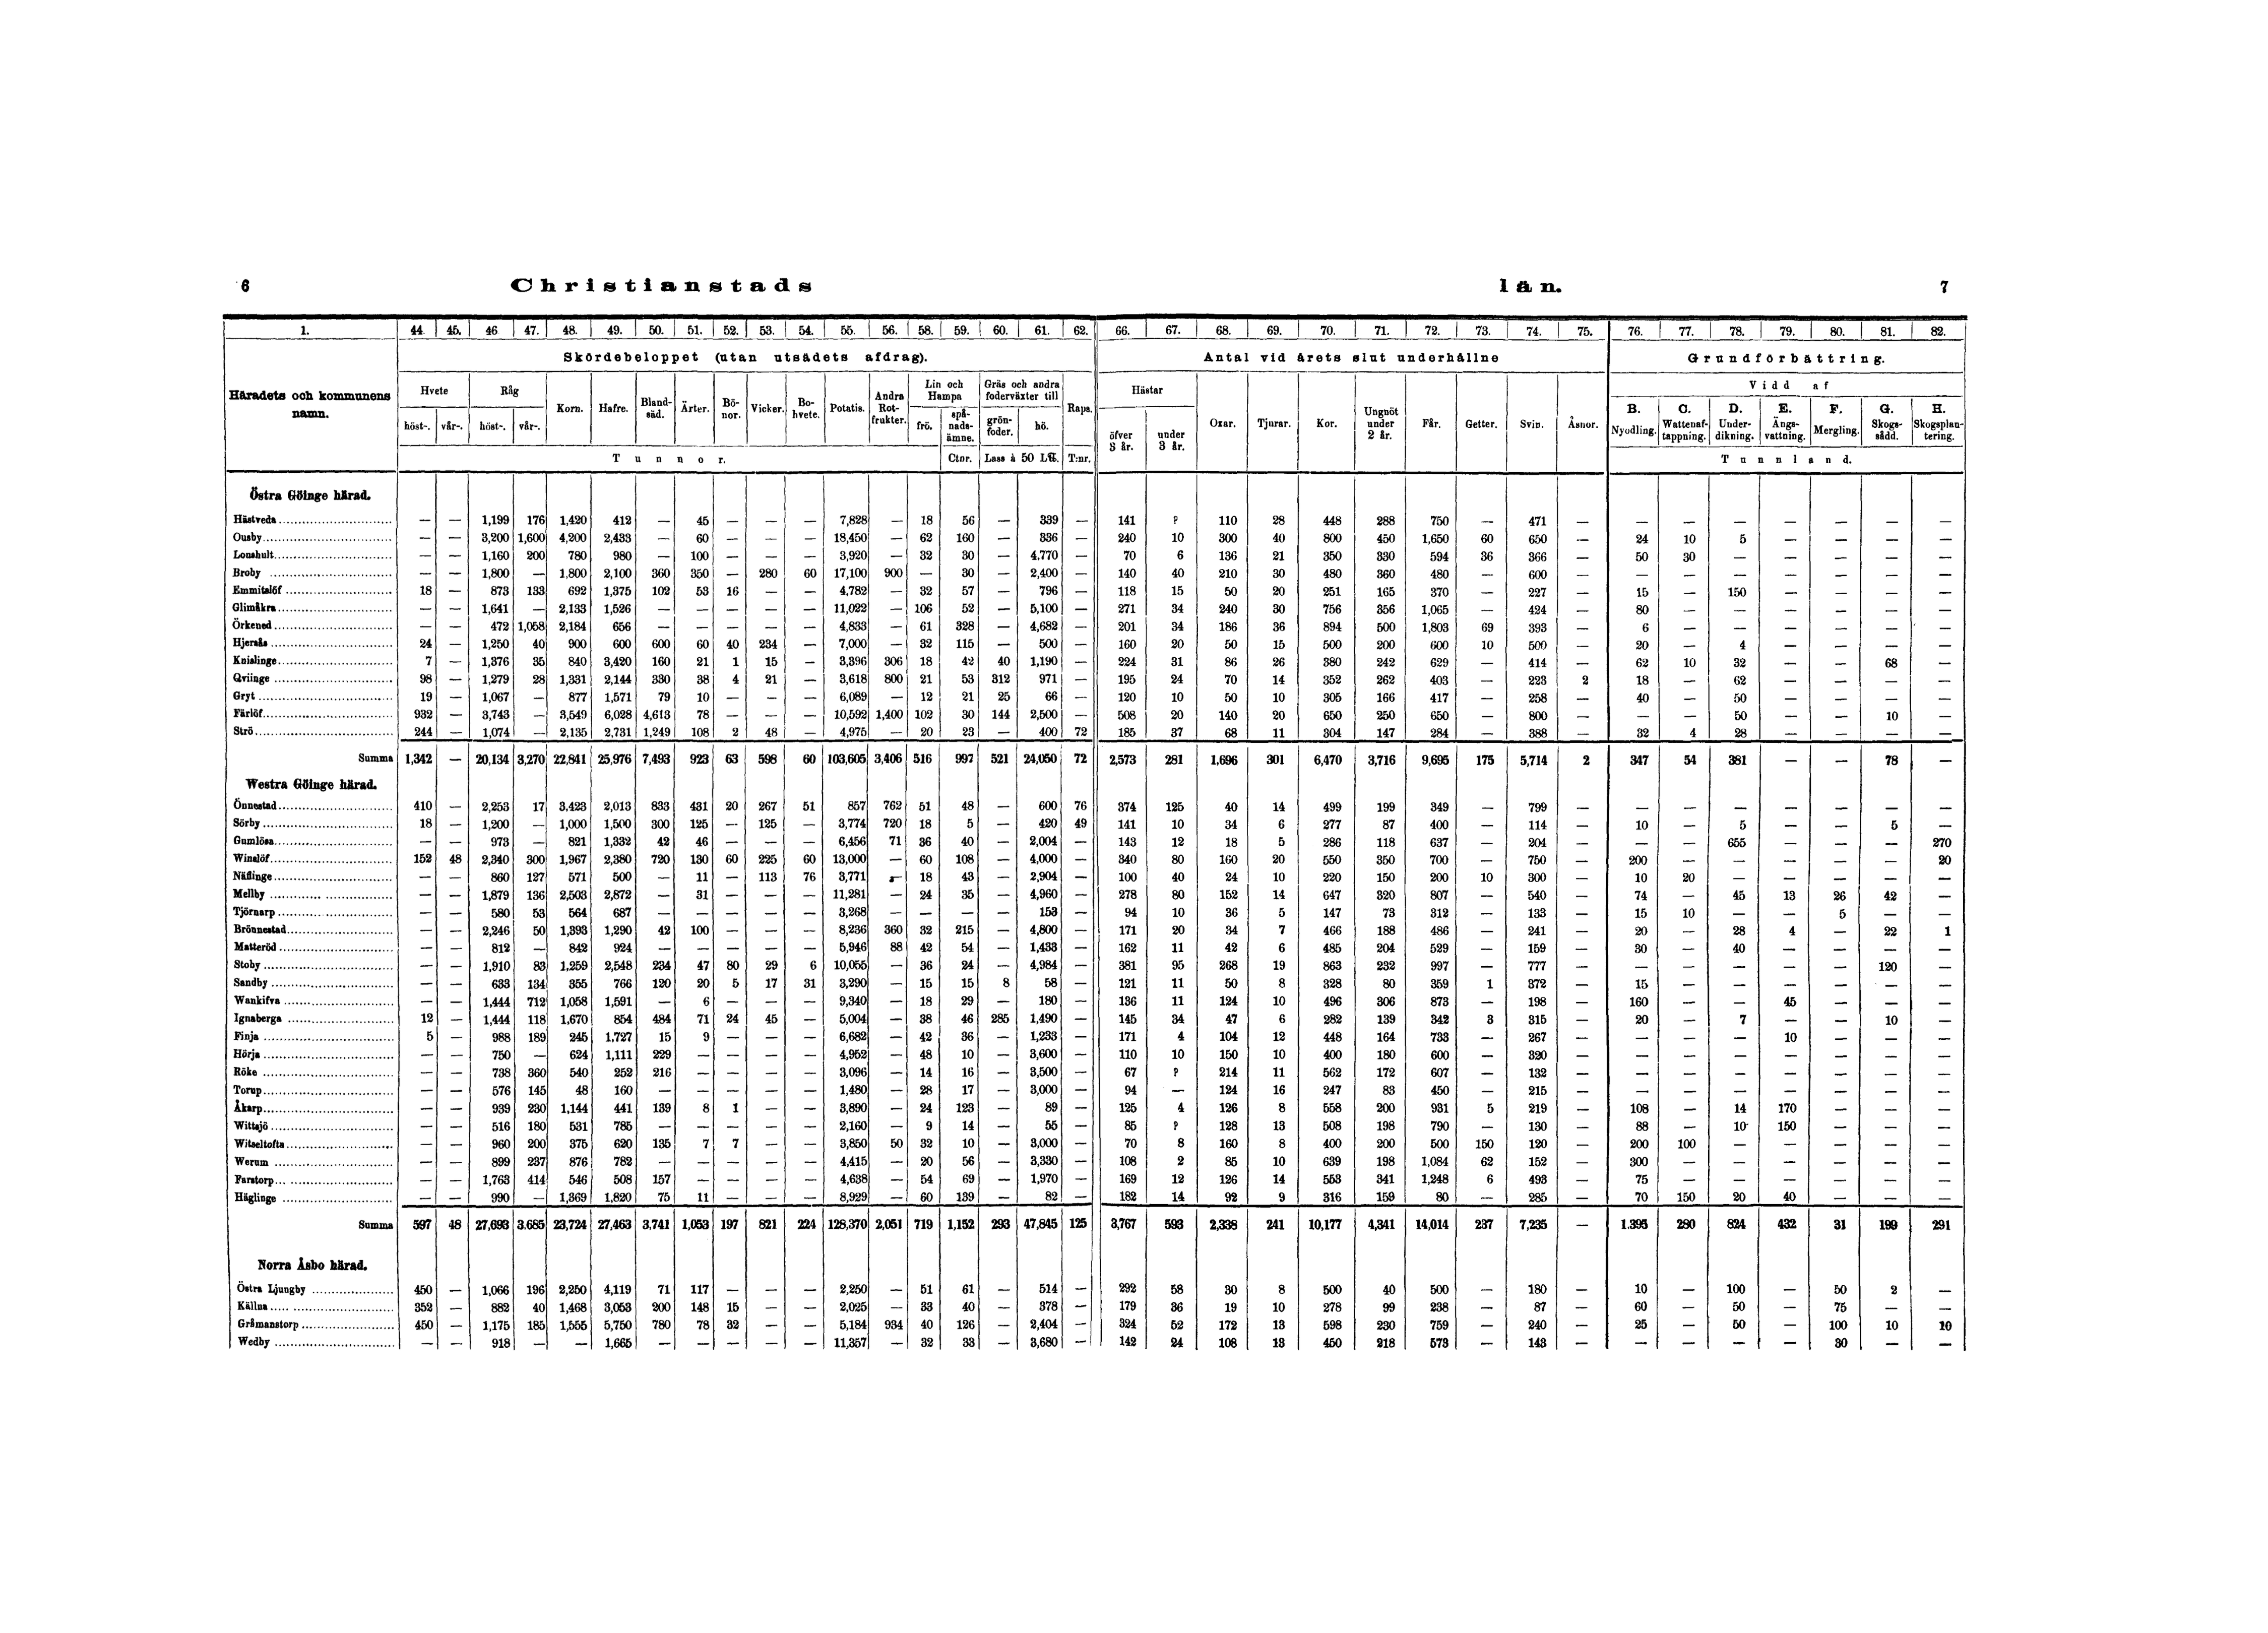 6 Christianstads län. 7
1. 44. 45. 46 47. 48. 49. 50. 51. 52. 53. 54. 55. 56. 58. 59. 60. 61. 62. 66. 67. 68. 69. 70. 71. 72. 73. 74. 75. 76. 77. 78. 79. 80. 81. 82.
Häradets och kommunens namn.
Skördebeloppet (utan utsädets afdrag). Antal vid årets slut underhållne Grundförbättring.
Hvete höst-. vår-. Råg höst-. vår-. Korn. Hafre. Blandsäd. Ärter. Bönor. Vicker. Bohvete. Potatis. Andra Rotfrukter. Lin och Hampa frö. spånadsämne. Gräs och andra foderväxter till grönfoder. hö. Raps.
Hästar öfver 3 år. under 3 år. Oxar. Tjurar. Kor. Ungnöt under 2 år. Får. Getter. Svin. Åsnor.
Vidd af B. Nyodling. C. Wattenaftappning. D. Underdikning. E. Ängsvattning. F. Mergling. G. Skogssådd. H. Skogsplantering.
Tunnor. Ctnr. Lass à 50 L℔. T:nr. Tunnland.
Östra Göinge härad.
Hästveda — — 1,199 176 1,420 412 — 45 — — — 7,828 — 18 56 — 339 — 141 ? 110 28 448 288 750 — 471 — — — — — — — —
Ousby — — 3,200 1,600 4,200 2,433 — 60 — — — 18,450 — 62 160 — 336 — 240 10 300 40 800 450 1,650 60 650 — 24 10 5 — — — —
Lonshult — — 1,160 200 780 980 — 100 — — — 3,920 — 32 30 — 4.770 — 70 6 136 21 350 330 594 36 366 — 50 30 — — — — —
Broby — — 1,800 — 1,800 2,100 360 350 — 280 60 17,100 900 — 30 — 2,400 — 140 40 210 30 480 360 480 — 600 — — — — — — — —
Emmitslöf 18 — 873 133 692 1,375 102 53 16 — — 4,782 — 32 57 — 796 — 118 15 50 20 251 165 370 — 227 — 15 — 150 — — — —
Glimåkra — — 1,641 — 2,133 1,526 — — — — — 11,022 — 106 52 — 5,100 — 271 34 240 30 756 356 1,065 — 424 — 80 — — — — — —
Örkened — — 472 1,058 2,184 656 — — — — — 4,833 — 61 328 — 4,682 — 201 34 186 36 894 500 1,803 69 393 — 6 — — — — — —
Hjersås 24 — 1,250 40 900 600 600 60 40 234 — 7,000 — 32 115 — 500 — 160 20 50 15 500 200 600 10 500 — 20 — 4 — — — —
Knislinge 7 — 1,376 35 840 3,420 160 21 1 15 — 3,396 306 18 42 40 1,190 — 224 31 86 26 380 242 629 — 414 — 62 10 32 — — 68 —
Qviinge 98 — 1,279 28 1,331 2,144 330 38 4 21 — 3,618 800 21 53 312 971 — 195 24 70 14 352 262 403 — 223 2 18 — 62 — — — —
Gryt 19 — 1,067 — 877 1,571 79 10 — — — 6,089 — 12 21 25 66 — 120 10 50 10 305 166 417 — 258 — 40 — 50 — — — —
Färlöf 932 — 3,743 — 3,549 6,028 4,613 78 — — — 10,592 1,400 102 30 144 2,500 — 508 20 140 20 650 250 650 — 800 — — — 50 — — 10 —
Strö 244 — 1,074 — 2,135 2,731 1,249 108 2 48 — 4,975 — 20 23 — 400 72 185 37 68 11 304 147 284 — 388 — 32 4 28 — — — —
Summa 1,342 — 20,134 3,270 22,841 25,976 7,493 923 63 598 60 103,605 3,406 516 997 521 24,050 72 2,573 281 1,696 301 6,470 3,716 9,695 175 5,714 2 347 54 381 — — 78 —
Westra Göinge härad.
Önnestad 410 — 2,253 17 3.423 2,013 833 431 20 267 51 857 762 51 48 — 600 76 374 125 40 14 499 199 349 — 799 — — — — — — — —
Sörby 18 — 1,200 — 1,000 1,500 300 125 — 125 — 3,774 720 18 5 — 420 49 141 10 34 6 277 87 400 — 114 — 10 — 5 — — 5 —
Gumlösa — — 973 — 821 1,332 42 46 — — — 6,456 71 36 40 — 2,004 — 143 12 18 5 286 118 637 — 204 — — — 655 — — — 270
Winslöf 152 48 2,340 300 1,967 2,380 720 130 60 225 60 13,000 — 60 108 — 4,000 — 340 80 160 20 550 350 700 — 750 — 200 — — — — — 20
Näflinge — — 860 127 571 500 — 11 — 113 76 3,771 — 18 43 — 2,904 — 100 40 24 10 220 150 200 10 300 — 10 20 — — — — —
Mellby — — 1,879 136 2,503 2,872 — 31 — — — 11,281 — 24 35 — 4,960 — 278 80 152 14 647 320 807 — 540 — 74 — 45 13 26 42 —
Tjörnarp — — 580 53 564 687 — — — — — 3,268 — — — — 153 — 94 10 36 5 147 73 312 — 133 — 15 10 — — 5 — —
Brönnestad — — 2,246 50 1,393 1,290 42 100 — — — 8,236 360 32 215 — 4,800 — 171 20 34 7 466 188 486 — 241 — 20 — 28 4 — 22 1
Matteröd — — 812 — 842 924 — — — — — 5,946 88 42 54 — 1,433 — 162 11 42 6 485 204 529 — 159 — 30 — 40 — — — —
Stoby — — 1,910 83 1,259 2,548 234 47 80 29 6 10,055 — 36 24 — 4,984 — 381 95 268 19 863 232 997 — 777 — — — — — — 120 —
Sandby — — 633 134 355 766 120 20 5 17 31 3,290 — 15 15 8 58 — 121 11 50 8 328 80 359 1 372 — 15 — — — — — —
Wankifva — — 1,444 712 1,058 1,591 — 6 — — — 9,340 — 18 29 — 180 — 136 11 124 10 496 306 873 — 198 — 160 — — 45 — — —
Ignaberga 12 — 1,444 118 1,670 854 484 71 24 45 — 5,004 — 38 46 285 1,490 — 145 34 47 6 282 139 342 3 315 — 20 — 7 — — 10 —
Finja 5 — 988 189 245 1,727 15 9 — — — 6,682 — 42 36 — 1,233 — 171 4 104 12 448 164 733 — 267 — — — — 10 — — —
Hörja — — 750 — 624 1,111 229 — — — — 4,952 — 48 10 — 3,600 — 110 10 150 10 400 180 600 — 320 — — — — — — — —
Röke — — 738 360 540 252 216 — — — — 3,096 — 14 16 — 3,500 — 67 ? 214 11 562 172 607 — 132 — — — — — — — —
Torup — — 576 145 48 160 — — — — — 1,480 — 28 17 — 3,000 — 94 — 124 16 247 83 450 — 215 — — — — — — — —
Åkarp — — 939 230 1,144 441 139 8 1 — — 3,890 — 24 123 — 89 — 125 4 126 8 558 200 931 5 219 — 108 — 14 170 — — —
Wittsjö — — 516 180 531 785 — — — — — 2,160 — 9 14 — 55 — 85 ? 128 13 508 198 790 — 130 — 88 — 10 150 — — —
Witseltofta — — 960 200 375 620 135 7 7 — — 3,850 50 32 10 — 3,000 — 70 8 160 8 400 200 500 150 120 — 200 100 — — — — —
Werum — — 899 237 876 782 — — — — — 4,415 — 20 56 — 3,330 — 108 2 85 10 639 198 1,084 62 152 — 300 — — — — — —
Farstorp — — 1,763 414 546 508 157 — — — — 4,638 — 54 69 — 1,970 — 169 12 126 14 553 341 1,248 6 493 — 75 — — — — — —
Häglinge — — 990 — 1,369 1,820 75 11 — — — 8,929 — 60 139 — 82 — 182 14 92 9 316 159 80 — 285 — 70 150 20 40 — — —
Summa 597 48 27,693 3.685 23,724 27,463 3,741 1,053 197 821 224 128,370 2,051 719 1,152 293 47,845 125 3,767 593 2,338 241 10,177 4,341 14,014 237 7,235 — 1.395 280 824 432 31 199 291
Norra Åsbo härad.
Östra Ljungby 450 — 1,066 196 2,250 4,119 71 117 — — — 2,250 — 51 61 — 514 — 292 58 30 8 500 40 500 — 180 — 10 — 100 — 50 2 —
Källna 352 — 882 40 1,468 3,053 200 148 15 — — 2,025 — 33 40 — 378 — 179 36 19 10 278 99 238 — 87 — 60 — 50 — 75 — —
Gråmanstorp 450 — 1,175 185 1,555 5,750 780 78 32 — — 5,184 934 40 126 — 2,404 — 324 52 172 13 598 230 759 — 240 — 25 — 50 — 100 10 10
Wedby — — 918 — — 1,665 — — — — — 11,357 — 32 33 — 3,680 — 142 24 108 13 450 218 573 — 143 — — — — — 30 — —